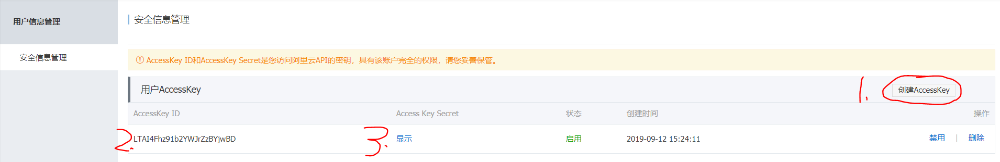 用户信息管理
安全信息管理
安全信息管理
AccessKey ID和AccessKey Secret是您访问阿里云API的密钥，具有该账户完全的权限，请您妥善保管。
用户AccessKey
1.
创建AccessKey
AccessKey ID Access Key Secret 状态 创建时间 操作
2. LTAI4Fhz91b2YWJrZzBYjwBD 3. 显示 启用 2019-09-12 15:24:11 禁用 | 删除